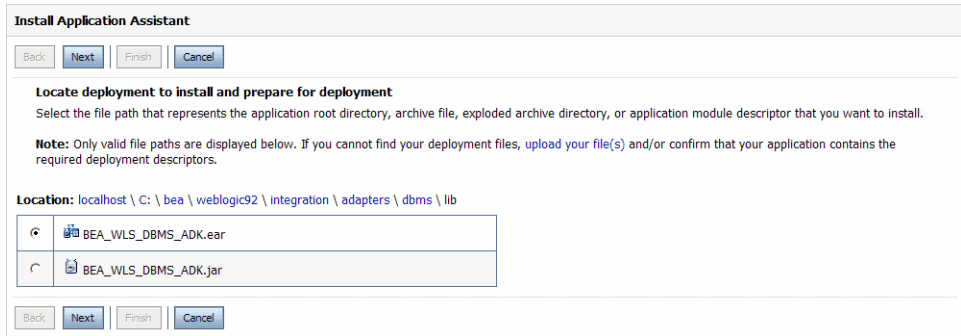 Install Application Assistant
Back Next Finish Cancel
Locate deployment to install and prepare for deployment
Select the file path that represents the application root directory, archive file, exploded archive directory, or application module descriptor that you want to install.
Note: Only valid file paths are displayed below. If you cannot find your deployment files, upload your file(s) and/or confirm that your application contains the
required deployment descriptors.
Location: localhost \ C: \ bea \ weblogic92 \ integration \ adapters \ dbms \ lib
BEA_WLS_DBMS_ADK.ear
BEA_WLS_DBMS_ADK.jar
Back Next Finish Cancel